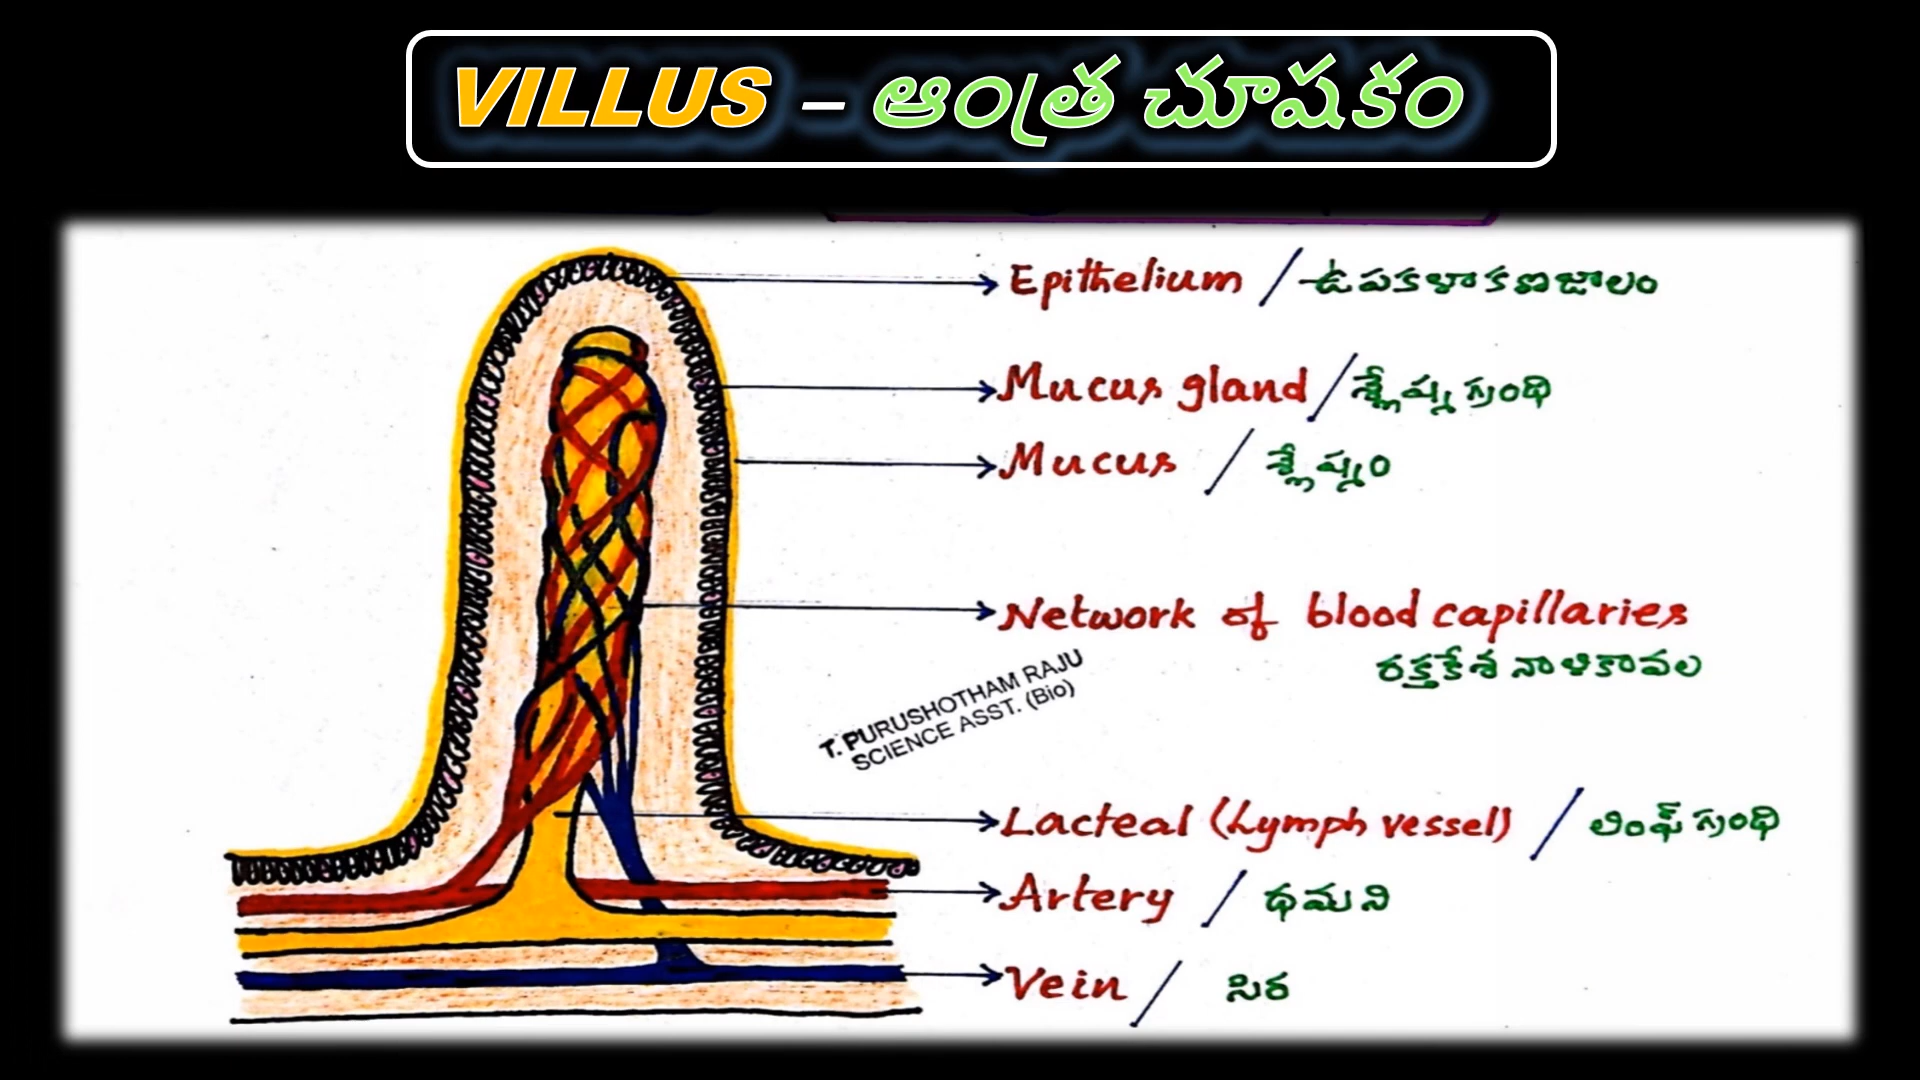 VILLUS – ఆంత్ర చూషకం
Epithelium / ఉపకళాకణజాలం
Mucus gland / శ్లేష్మ గ్రంథి
Mucus / శ్లేష్మం
Network of blood capillaries
రక్తకేశ నాళికావల
T. PURUSHOTHAM RAJU
SCIENCE ASST. (Bio)
Lacteal (Lymph vessel) / లింఫ్ గ్రంథి
Artery / ధమని
Vein / సిర